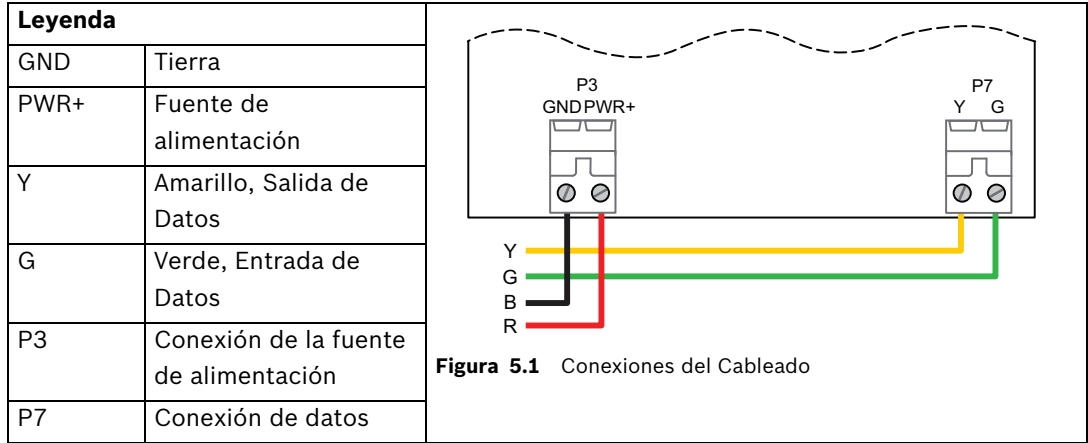 Leyenda
GND Tierra
PWR+ Fuente de
alimentación
Y Amarillo, Salida de
Datos
G Verde, Entrada de
Datos
P3 Conexión de la fuente
de alimentación
P7 Conexión de datos
P3
GND PWR+
P7
Y G
Y
G
B
R
Figura 5.1 Conexiones del Cableado